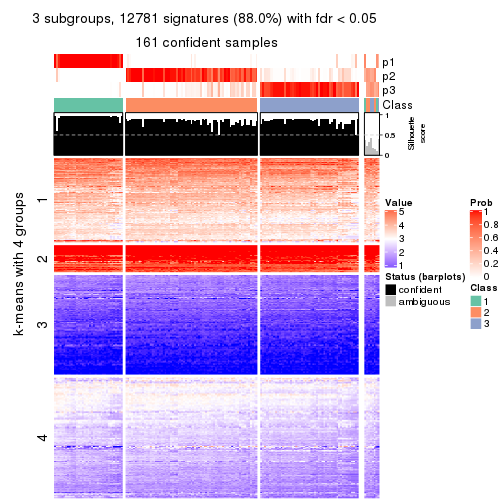 3 subgroups, 12781 signatures (88.0%) with fdr < 0.05
161 confident samples
p1
p2
p3
Class
1
0.5
0
Silhouette
score
k-means with 4 groups
1
2
3
4
Value
5
4
3
2
1
Status (barplots)
confident
ambiguous
Prob
1
0.8
0.6
0.4
0.2
0
Class
1
2
3